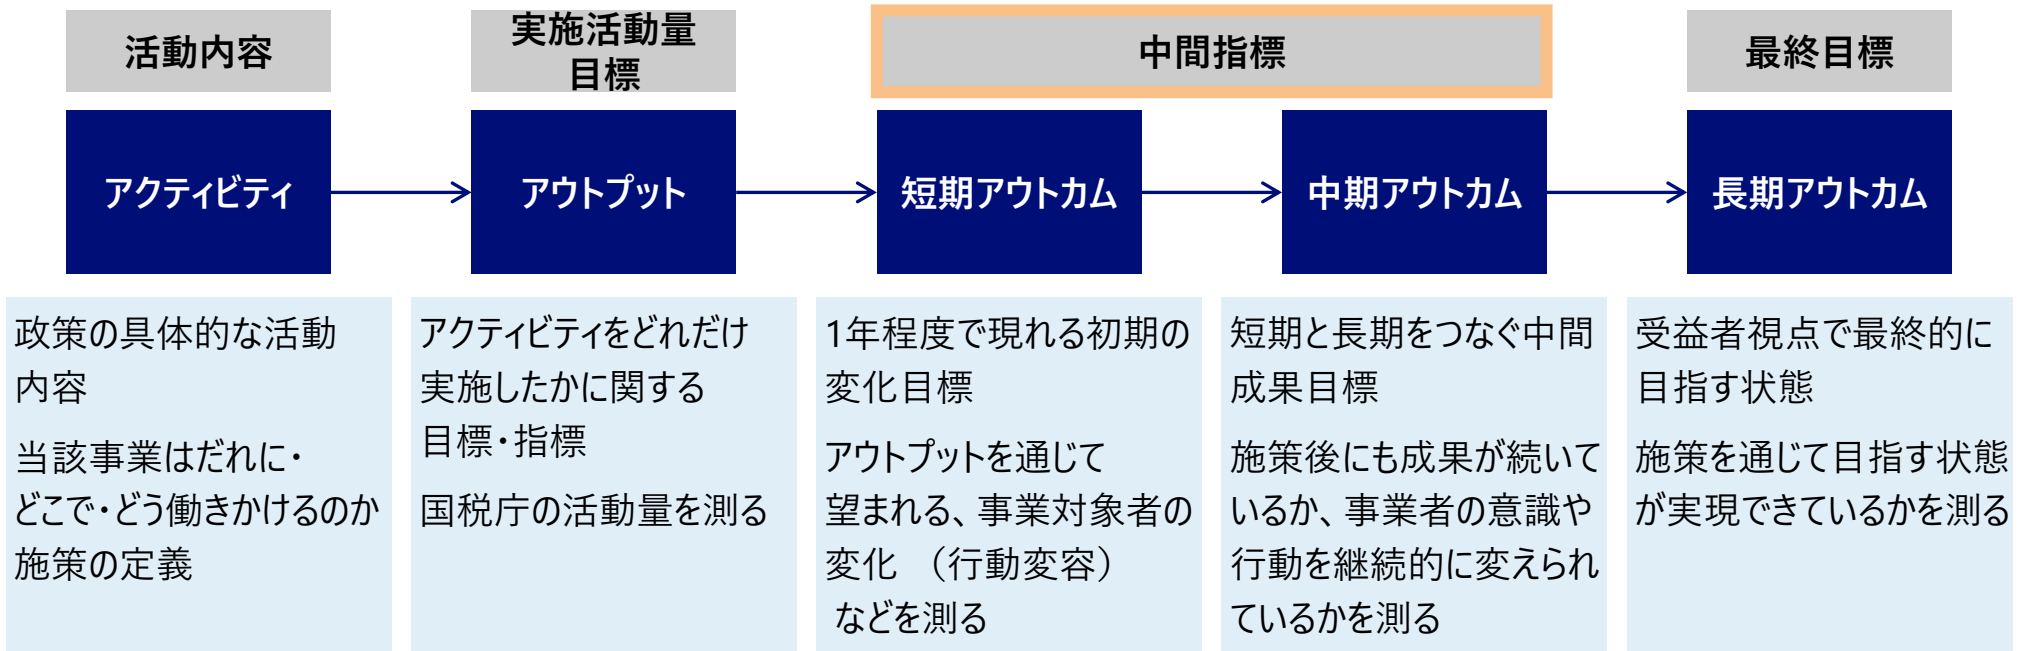 活動内容
実施活動量
目標
中間指標
最終目標
アクティビティ
アウトプット
短期アウトカム
中期アウトカム
長期アウトカム
政策の具体的な活動
内容
当該事業はだれに・
どこで・どう働きかけるのか
施策の定義
アクティビティをどれだけ
実施したかに関する
目標・指標
国税庁の活動量を測る
1年程度で現れる初期の
変化目標
アウトプットを通じて
望まれる、事業対象者の
変化 （行動変容）
などを測る
短期と長期をつなぐ中間
成果目標
施策後にも成果が続いて
いるか、事業者の意識や
行動を継続的に変えられ
ているかを測る
受益者視点で最終的に
目指す状態
施策を通じて目指す状態
が実現できているかを測る